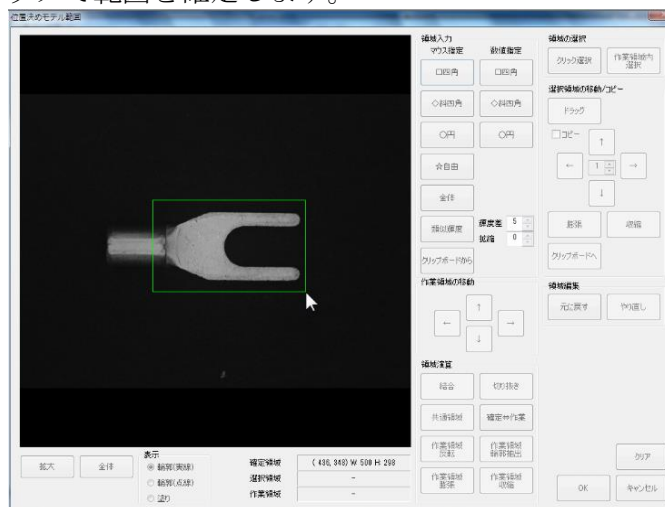 クリックで範囲を確定します。
位置決めモデル範囲
領域入力
マウス指定 数値指定
□四角 □四角
◇斜四角 ◇斜四角
○円 ○円
☆自由
全体
類似輝度 輝度差 5
拡縮 0
クリップボードから
作業領域の移動
↑
← →
↓
領域演算
結合 切り抜き
共通領域 確定⇔作業
作業領域反転 作業領域輪郭抽出
作業領域膨張 作業領域収縮
領域の選択
クリック選択 作業領域内選択
選択領域の移動/コピー
ドラッグ
コピー
↑
← 1 →
↓
膨張 収縮
クリップボードへ
領域編集
元に戻す やり直し
クリア
OK キャンセル
拡大 全体
表示
輪郭(実線)
輪郭(点線)
塗り
確定領域 ( 436, 348) W 508 H 298
選択領域 -
作業領域 -